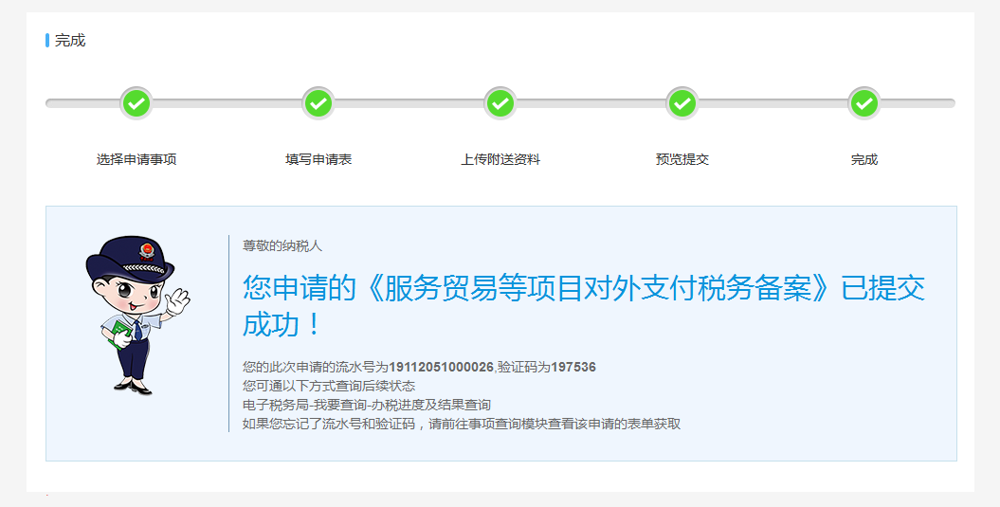 完成
选择申请事项
填写申请表
上传附送资料
预览提交
完成
尊敬的纳税人
您申请的《服务贸易等项目对外支付税务备案》已提交
成功！
您的此次申请的流水号为19112051000026,验证码为197536
您可通以下方式查询后续状态
电子税务局-我要查询-办税进度及结果查询
如果您忘记了流水号和验证码，请前往事项查询模块查看该申请的表单获取